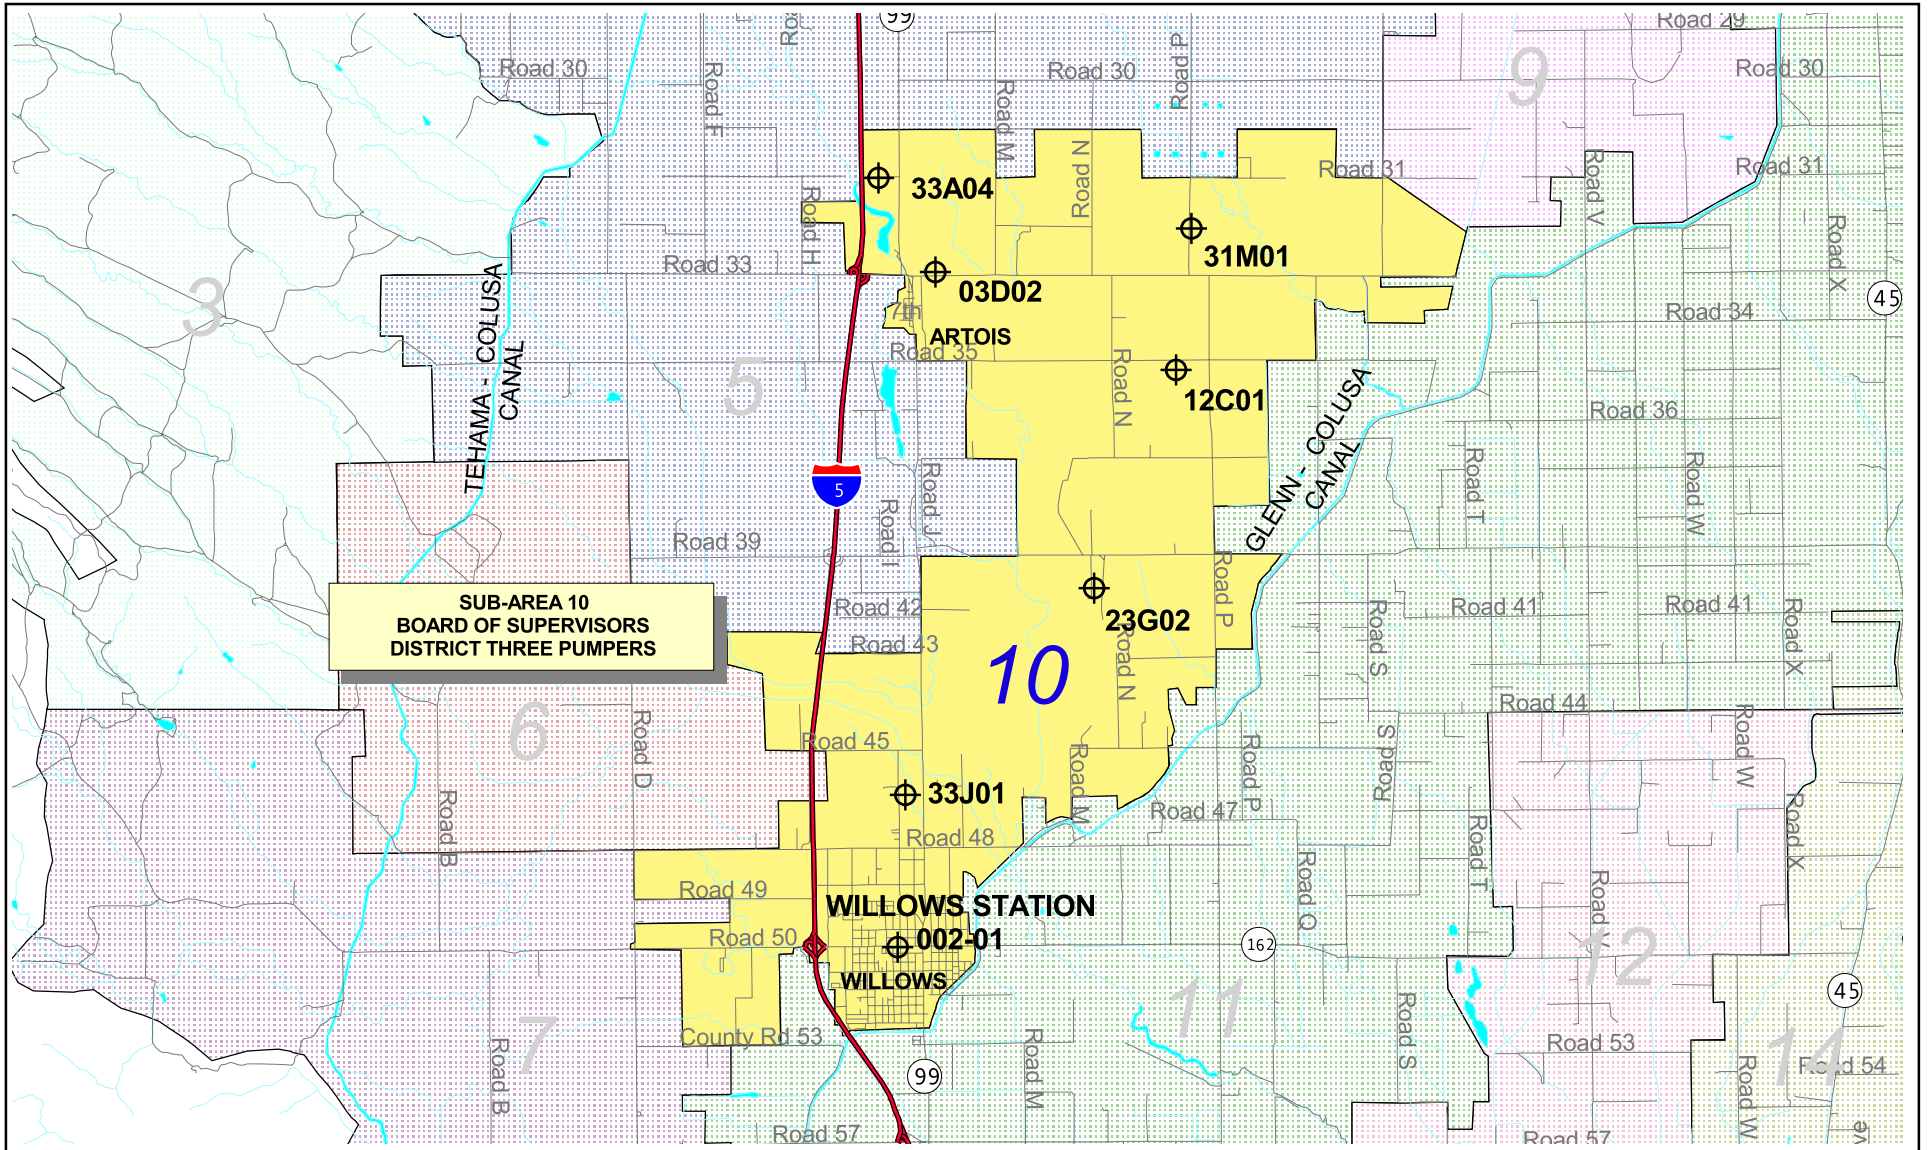 99
Road 29
Road P
Road 30
Road F
Road M
Road 30
9
Road 30
Road N
33A04
Road 31
Road V
Road 31
Road H
Road X
31M01
3
Road 33
03D02
45
7th
ARTOIS
Road 34
TEHAMA - COLUSA
CANAL
Road 35
5
Road N
12C01
Road 36
GLENN - COLUSA
CANAL
Road T
Road W
5
Road J
Road I
Road 39
Road P
SUB-AREA 10
BOARD OF SUPERVISORS
DISTRICT THREE PUMPERS
Road 42
23G02
Road 41
Road 41
Road S
Road X
Road 43
Road N
10
Road 44
6
Road D
Road 45
Road M
Road P
Road S
Road W
33J01
Road 47
Road X
Road B
Road 48
Road T
Road 49
WILLOWS STATION
Road Q
Road V
Road 50
002-01
162
12
WILLOWS
11
45
7
County Rd 53
Road M
Road S
Road 53
14
Road 54
Road B
99
Road W
Road 57
Road 57